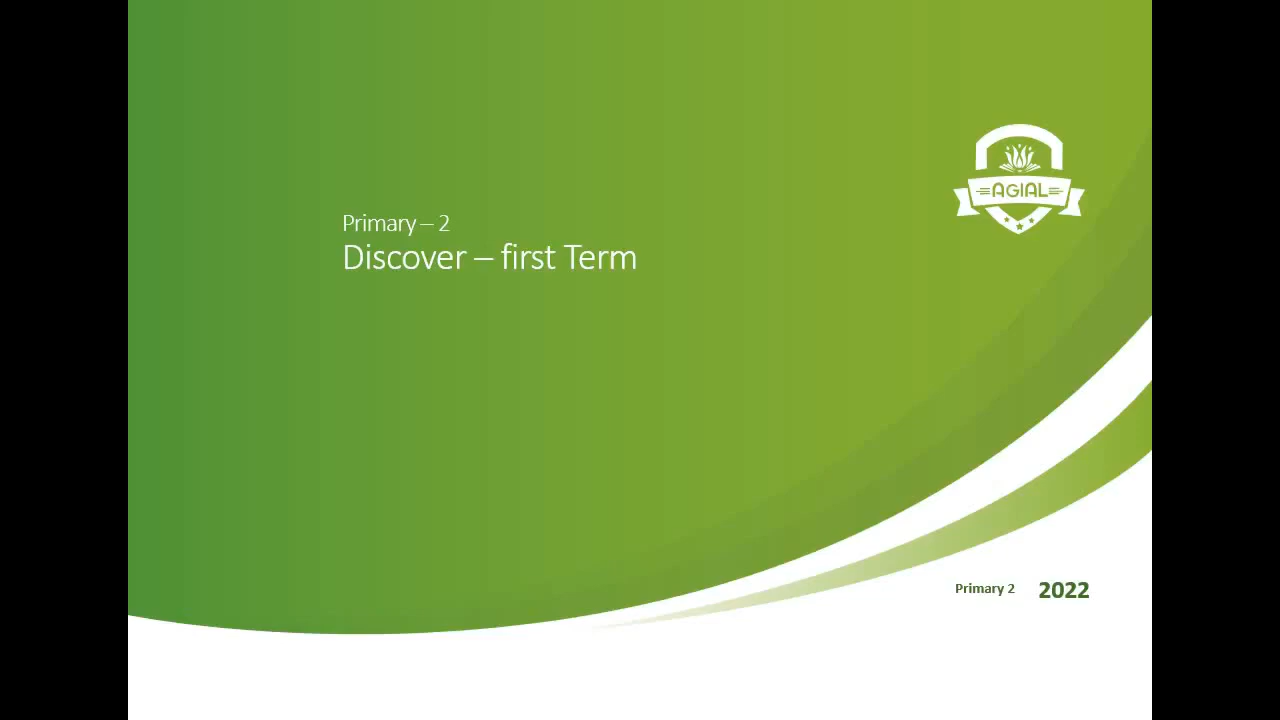 Primary – 2
Discover – first Term
AGIAL
Primary 2 2022